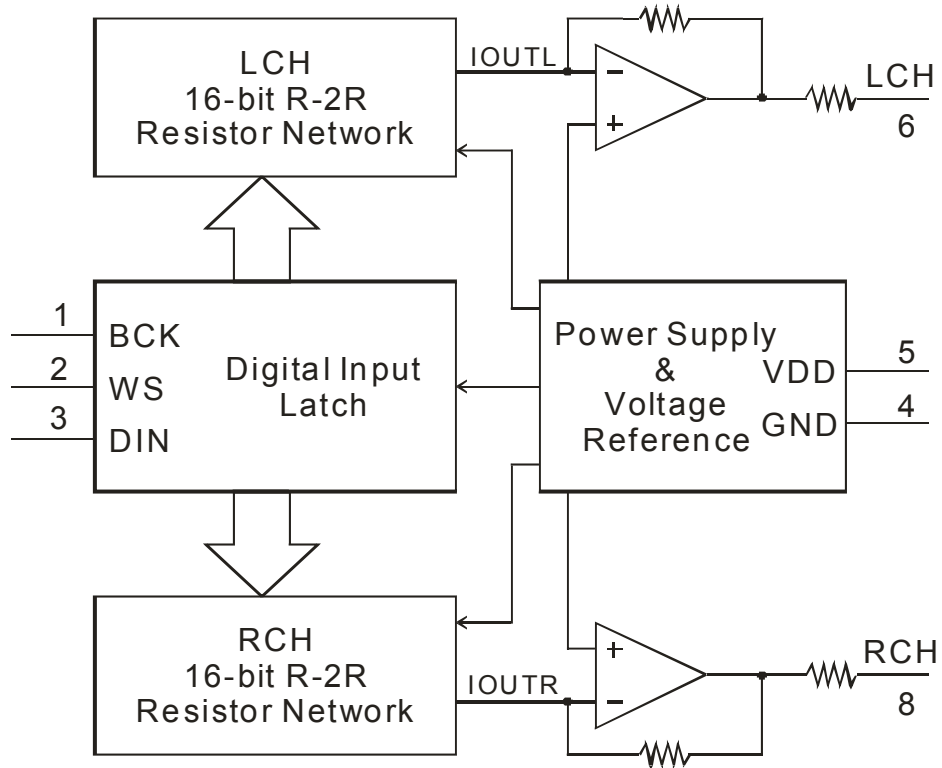 LCH
16-bit R-2R
Resistor Network
IOUTL
−
+
LCH
6
1
BCK
2
WS
3
DIN
Digital Input
Latch
Power Supply
&
Voltage
Reference
VDD
5
GND
4
RCH
16-bit R-2R
Resistor Network
IOUTR
+
−
RCH
8